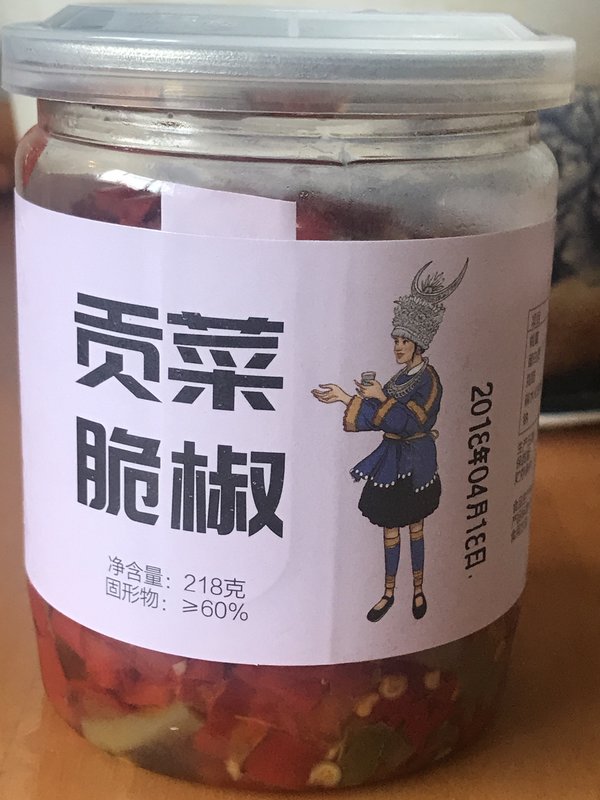 贡菜
脆椒
净含量：218克
固形物：≥60%
2018年04月18日